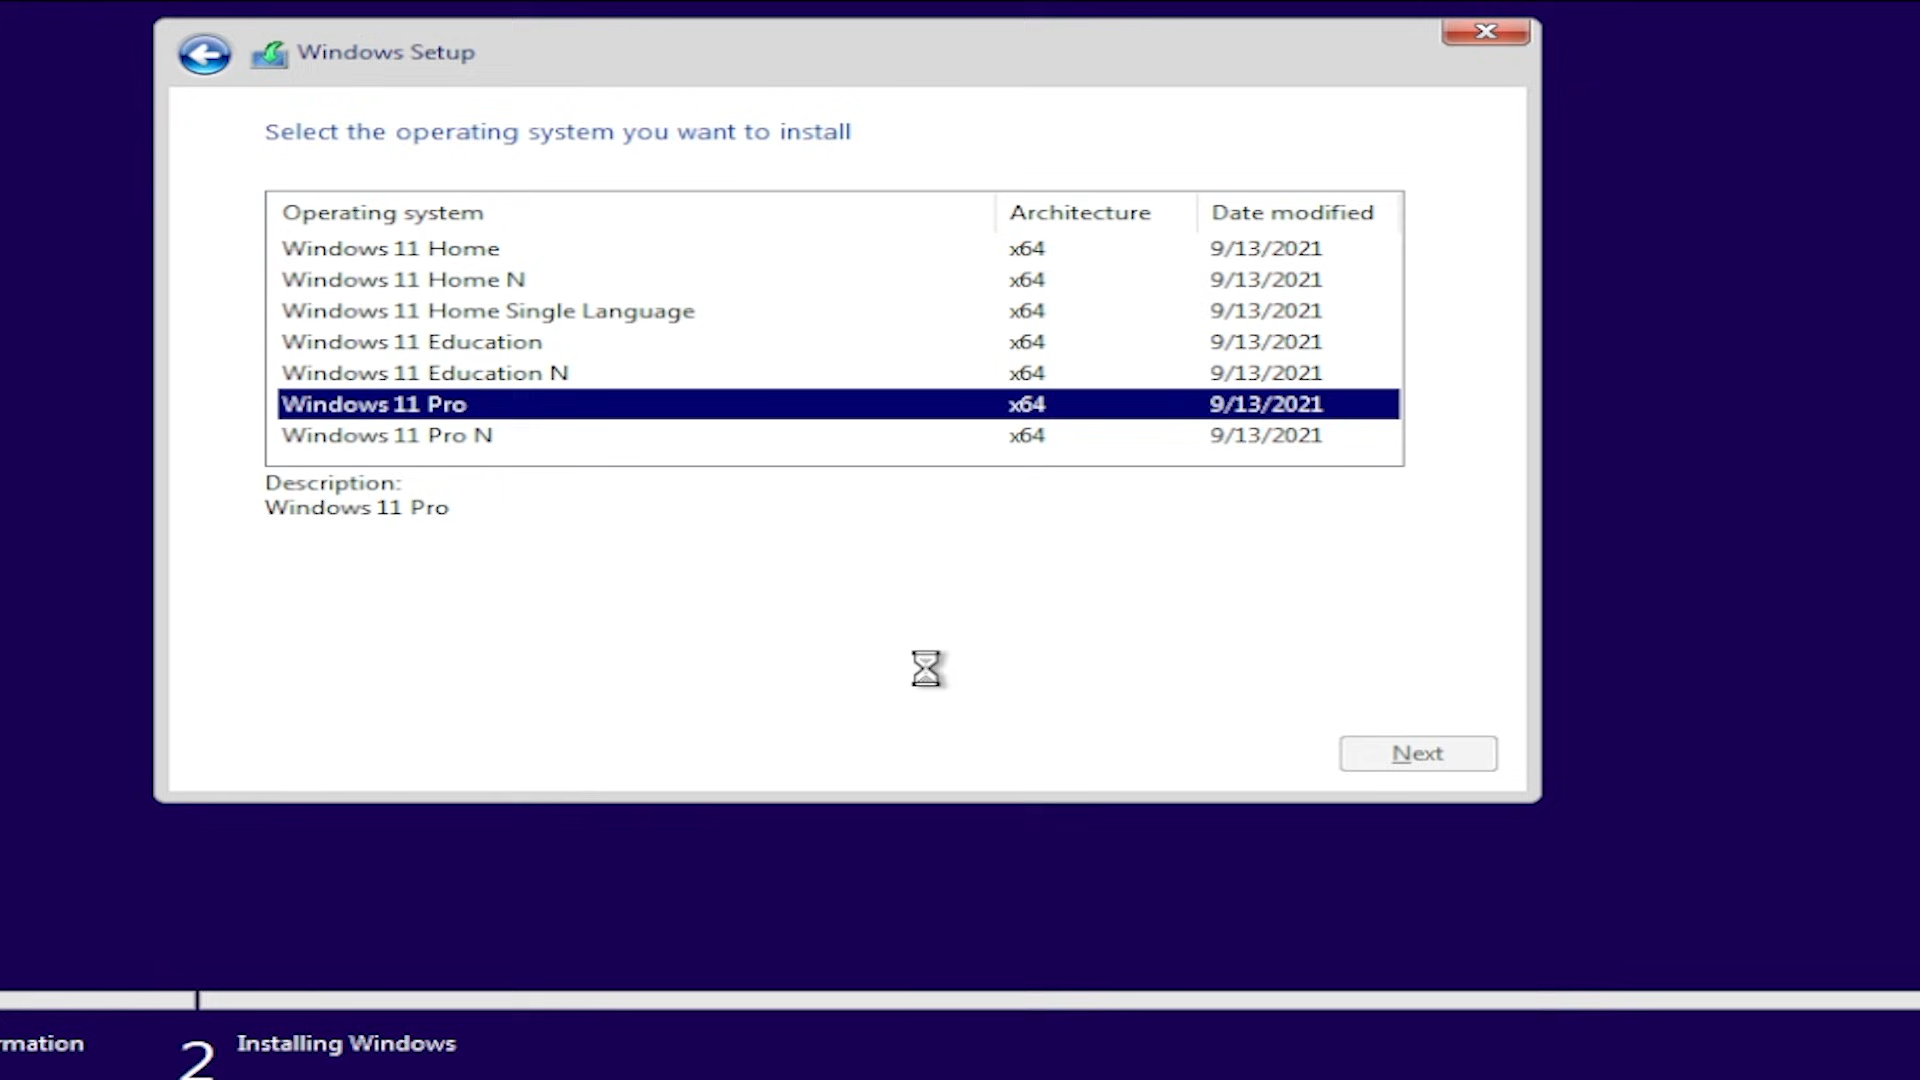 Windows Setup
Select the operating system you want to install
Operating system Architecture Date modified
Windows 11 Home x64 9/13/2021
Windows 11 Home N x64 9/13/2021
Windows 11 Home Single Language x64 9/13/2021
Windows 11 Education x64 9/13/2021
Windows 11 Education N x64 9/13/2021
Windows 11 Pro x64 9/13/2021
Windows 11 Pro N x64 9/13/2021
Description:
Windows 11 Pro
Next
rmation 2 Installing Windows